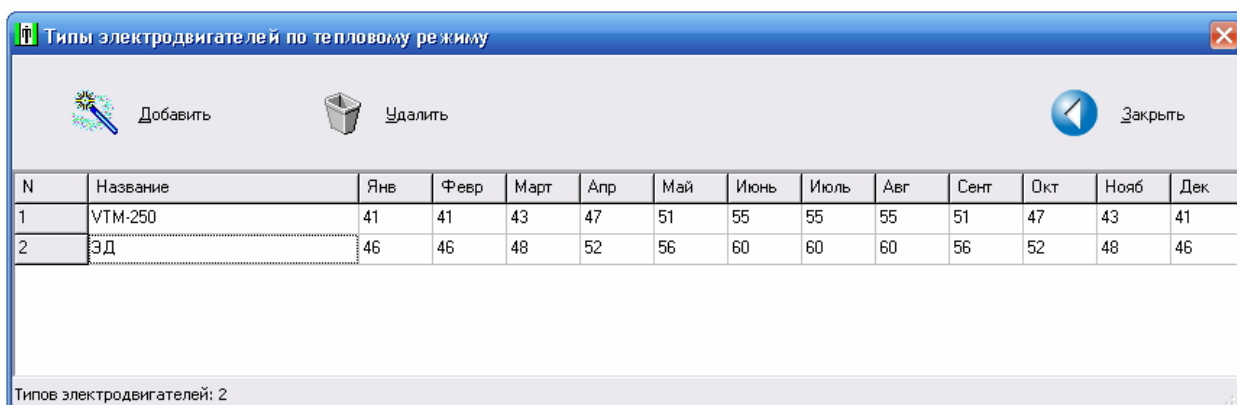 Типы электродвигателей по тепловому режиму
Добавить Удалить Закрыть
N Название Янв Февр Март Апр Май Июнь Июль Авг Сент Окт Нояб Дек
1 VTM-250 41 41 43 47 51 55 55 55 51 47 43 41
2 ЭД 46 46 48 52 56 60 60 60 56 52 48 46
Типов электродвигателей: 2